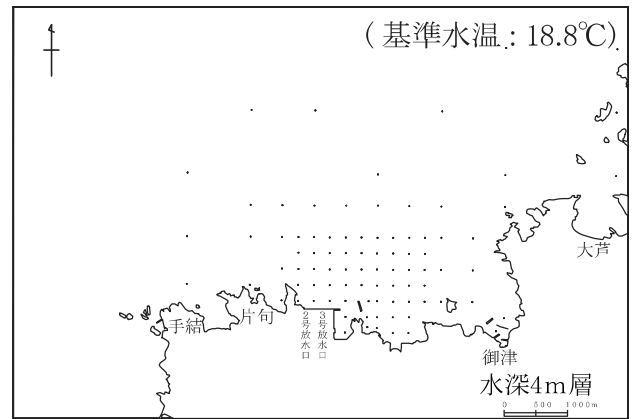 (基準水温：18.8℃)
大芦
片句
手結
2号放水口
3号放水口
御津
水深4m層
0 500 1000m